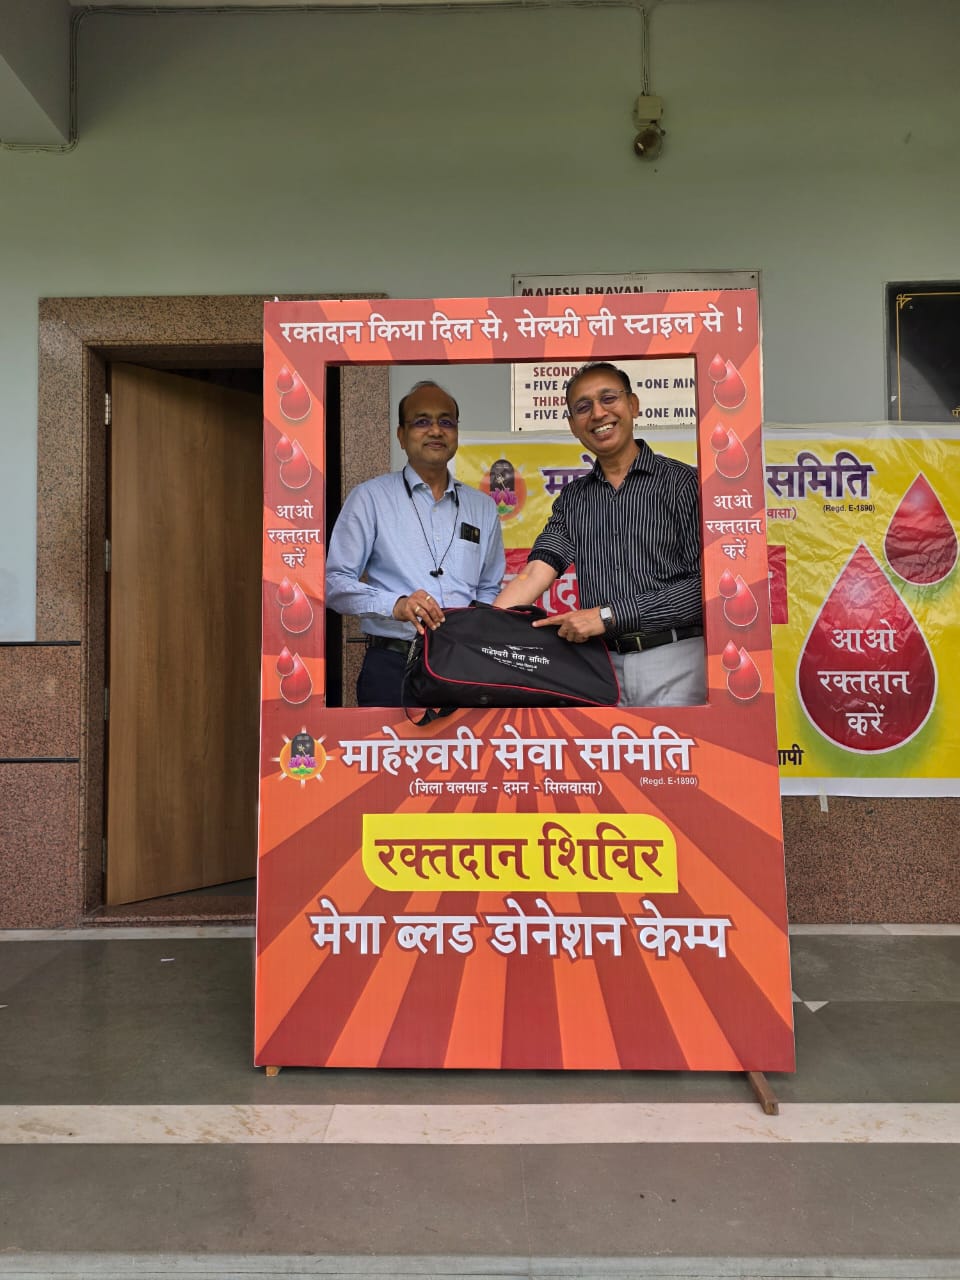 MAHESH BHAVAN
रक्तदान किया दिल से, सेल्फी ली स्टाइल से !
SECOND
FIVE
ONE MIN
THIRD
FIVE
ONE MIN
समिति
(Regd. E-1890)
आओ
रक्तदान
करें
आओ
रक्तदान
करें
आओ
रक्तदान
करें
माहेश्वरी सेवा समिति
माहेश्वरी सेवा समिति
(जिला वलसाड - दमन - सिलवासा)
(Regd. E-1890)
रक्तदान शिविर
मेगा ब्लड डोनेशन केम्प